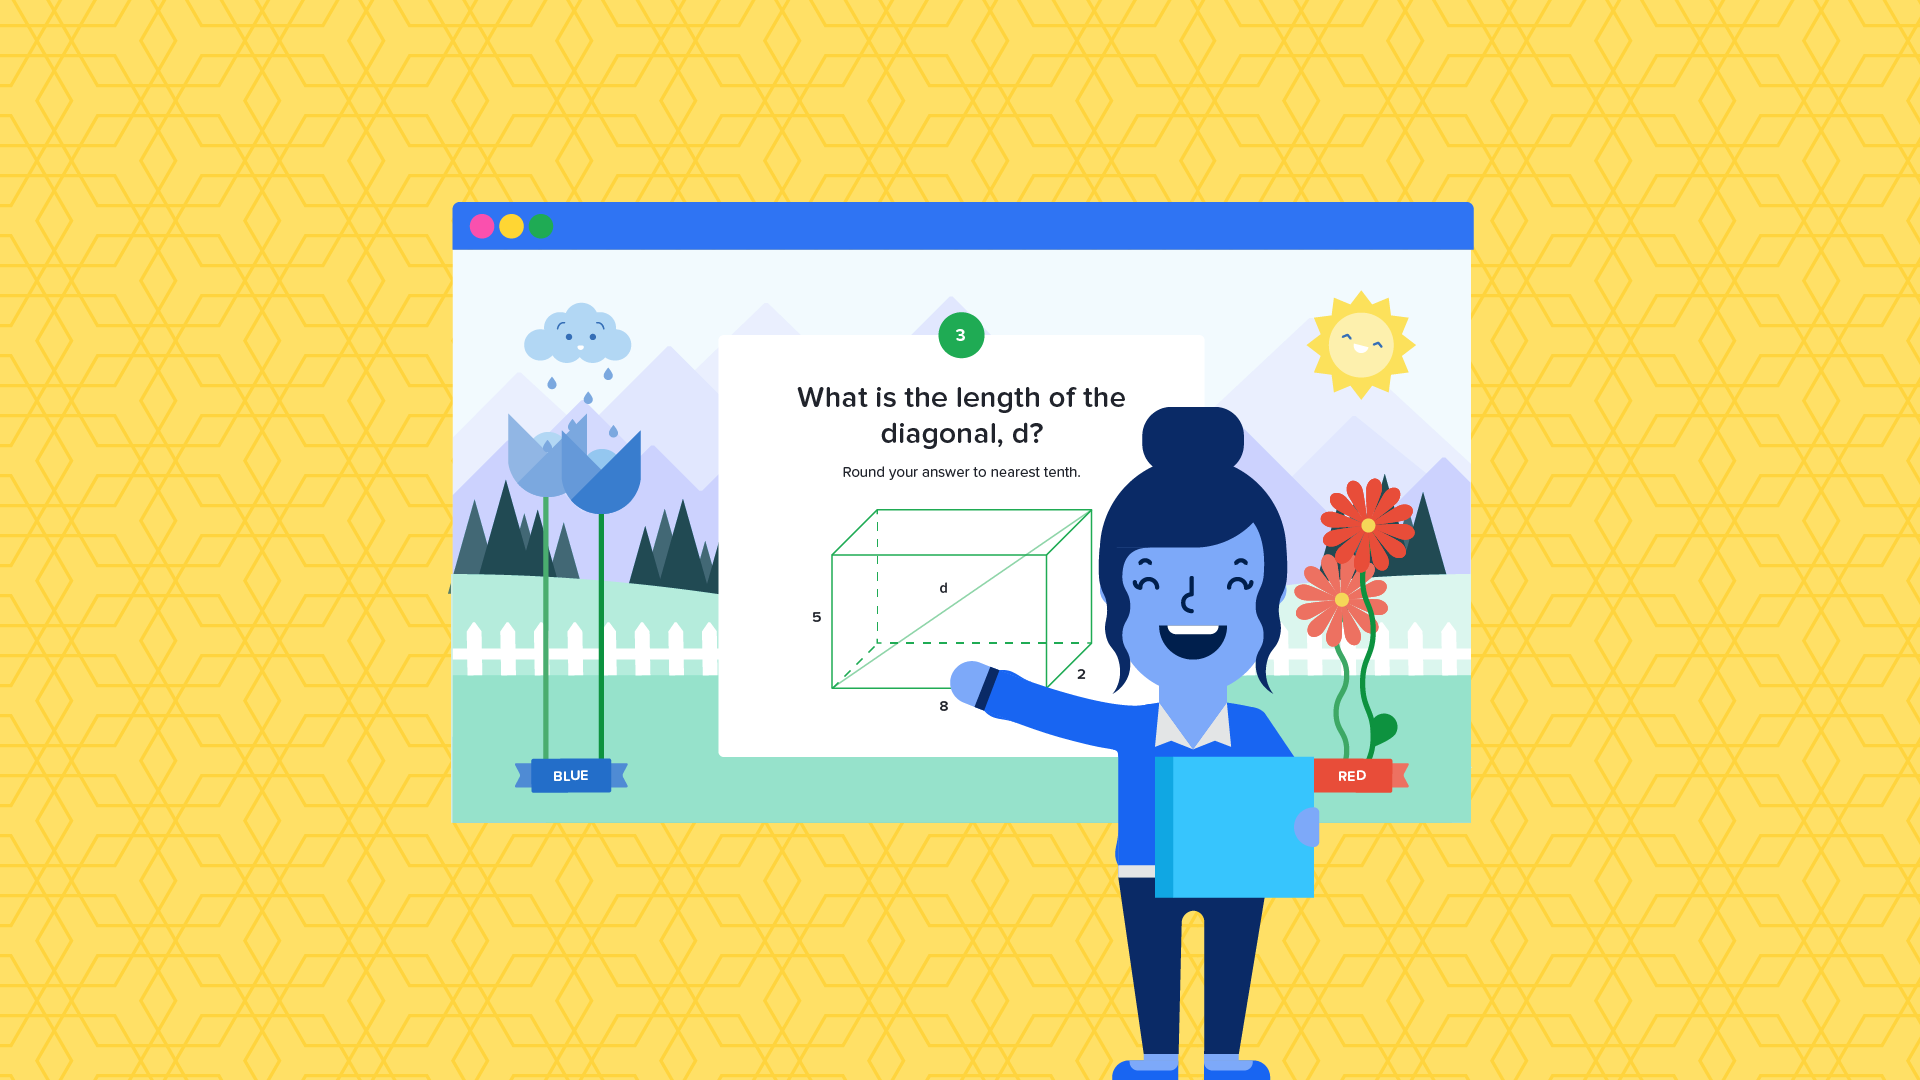 3
What is the length of the
diagonal, d?
Round your answer to nearest tenth.
d
5
2
8
BLUE
RED